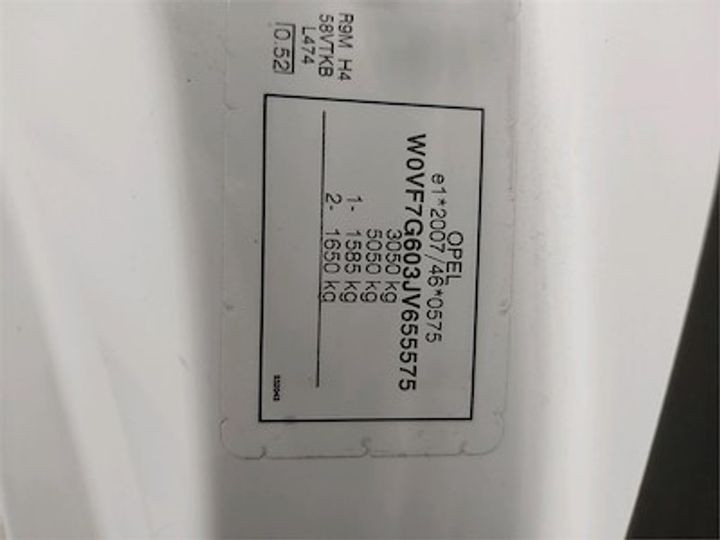 OPEL
e1*2007/46*0575
W0VF7G603JV655575
3050 kg
5050 kg
1- 1585 kg
2- 1650 kg
R9M H4
58VTKB
L474
0.52